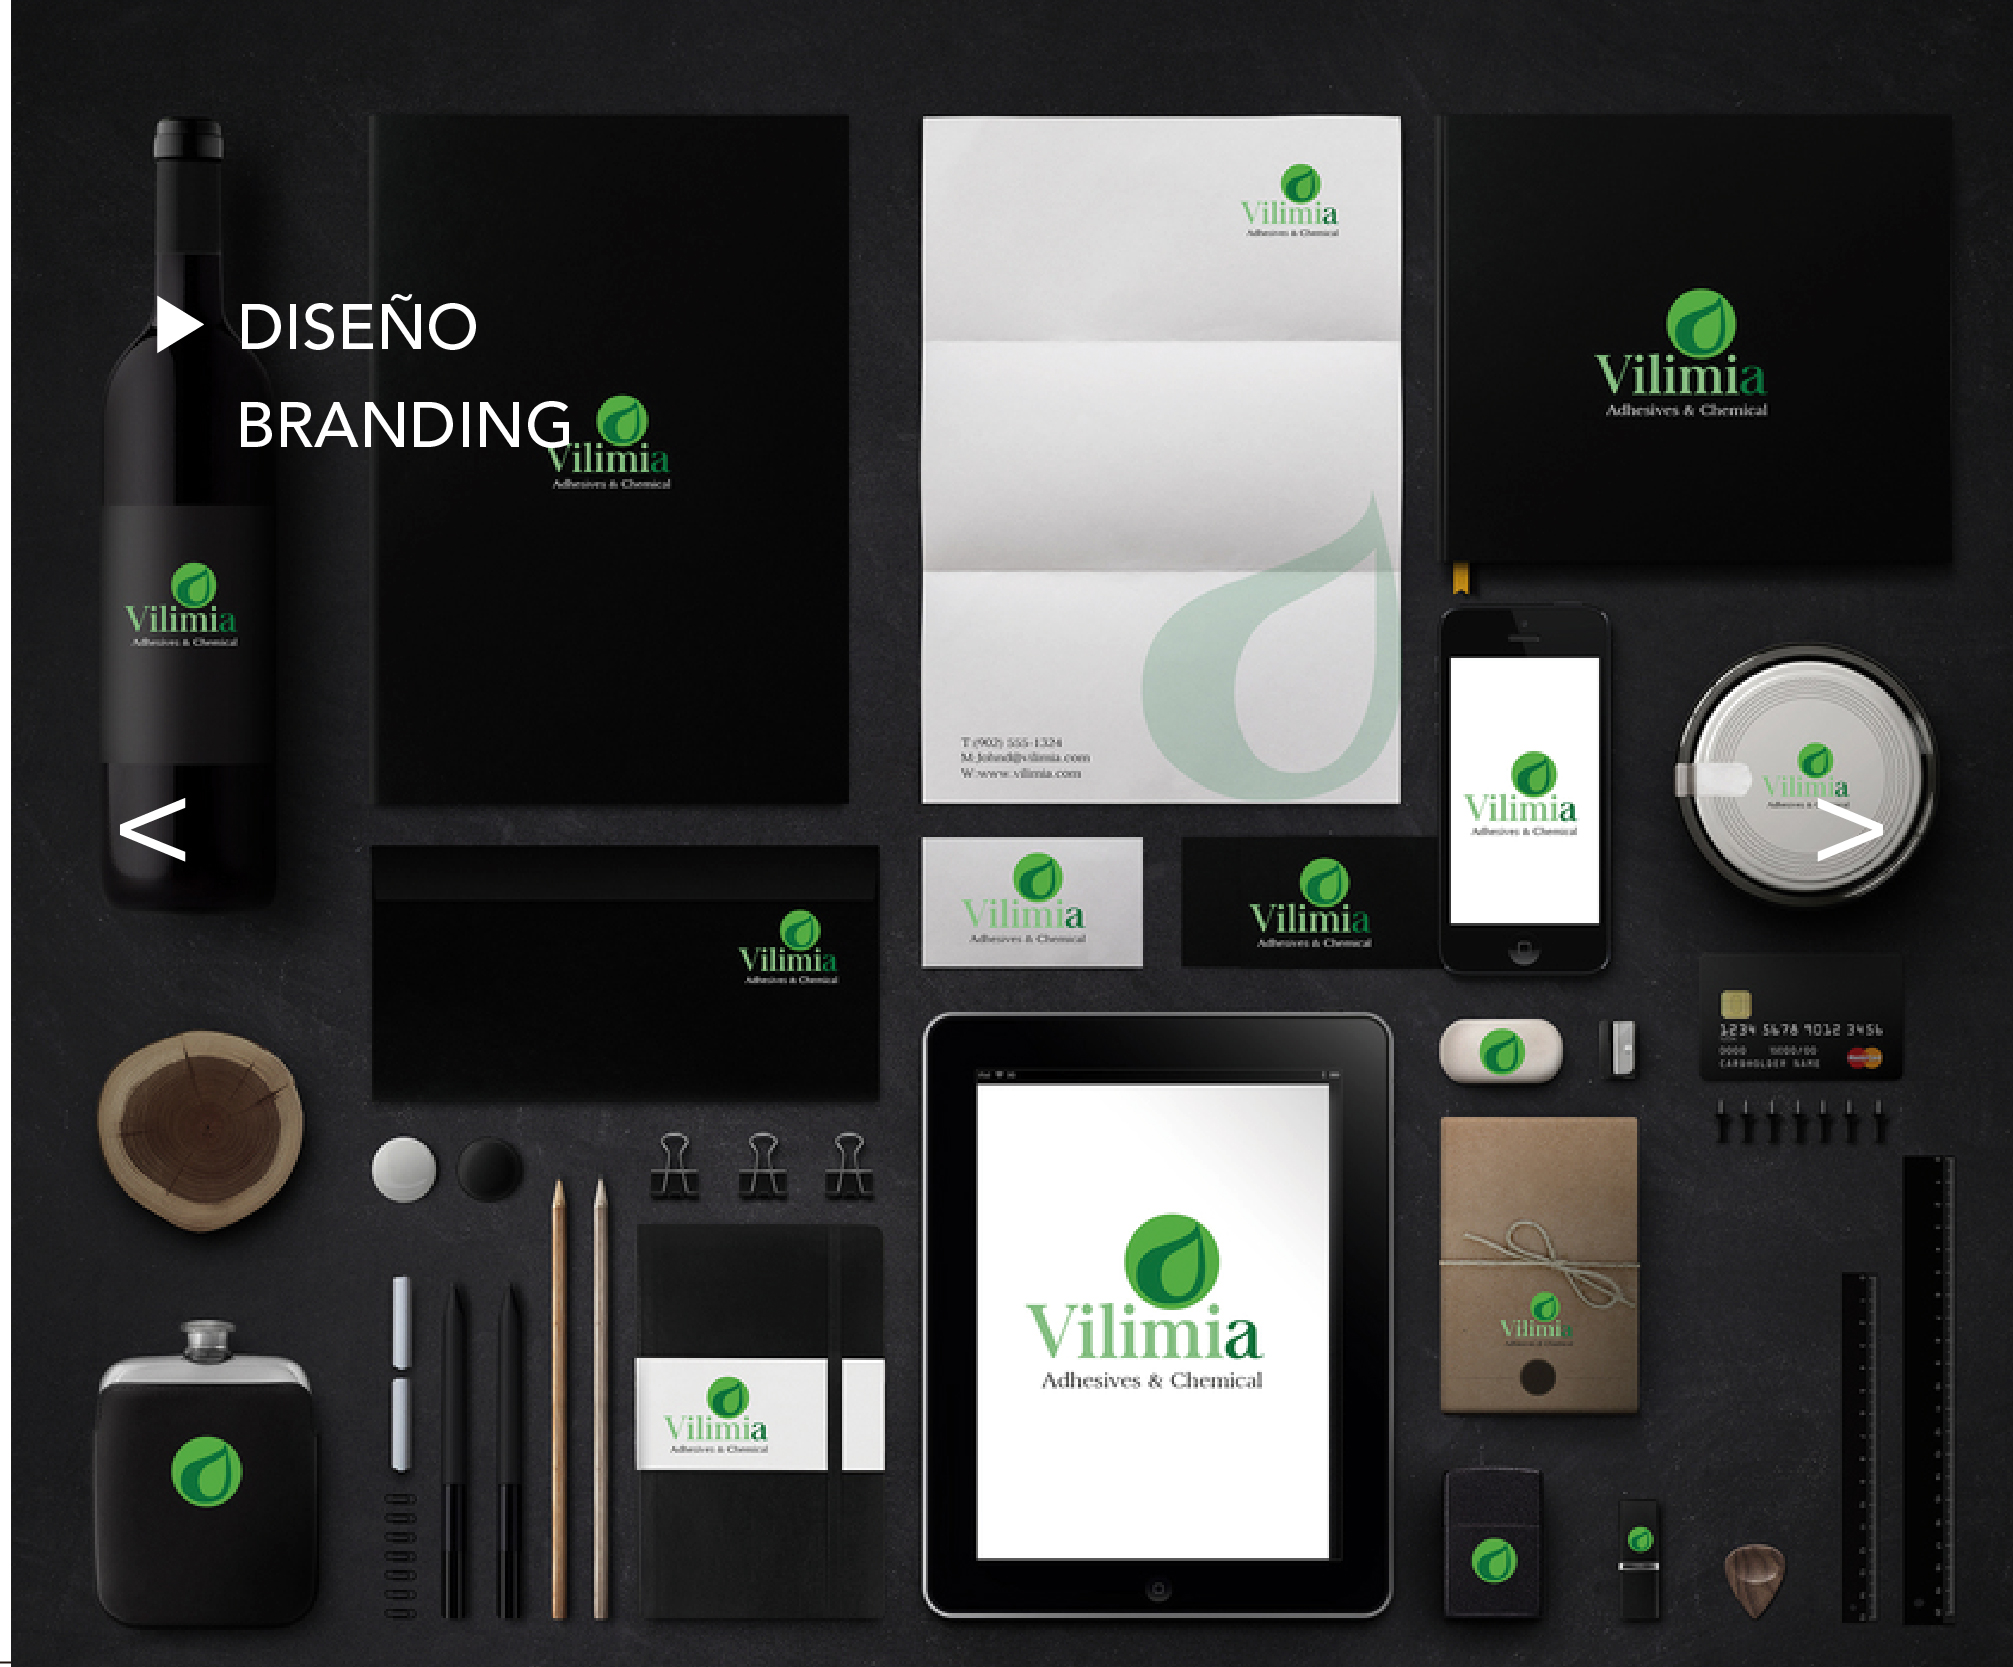 DISEÑO
BRANDING
Vilimia
Adhesives & Chemical
Vilimia
Adhesives & Chemical
Vilimia
Adhesives & Chemical
Vilimia
Adhesives & Chemical
T (902) 555-1324
M Johnd@vilimia.com
W www.vilimia.com
Vilimia
Adhesives & Chemical
Vilimia
Adhesives & Chemical
<
>
Vilimia
Adhesives & Chemical
Vilimia
Adhesives & Chemical
Vilimia
Adhesives & Chemical
1234 5678 9012 3456
CARDHOLDER NAME
MasterCard
Vilimia
Adhesives & Chemical
Vilimia
Adhesives & Chemical
Vilimia
Adhesives & Chemical